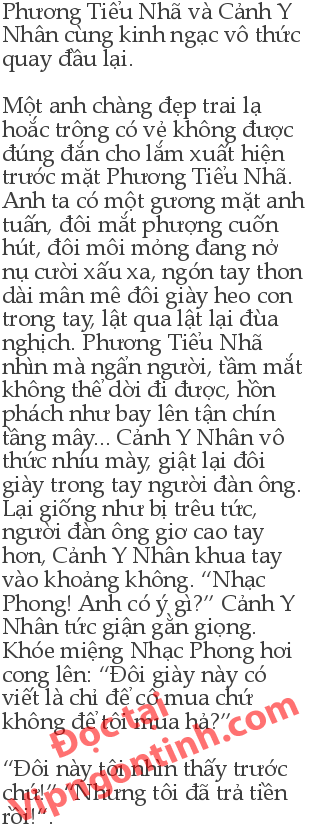 Phương Tiểu Nhã và Cảnh Y
Nhân cùng kinh ngạc vô thức
quay đầu lại.
Một anh chàng đẹp trai lạ
hoắc trông có vẻ không được
đúng đắn cho lắm xuất hiện
trước mặt Phương Tiểu Nhã.
Anh ta có một gương mặt anh
tuấn, đôi mắt phượng cuốn
hút, đôi môi mỏng đang nở
nụ cười xấu xa, ngón tay thon
dài mân mê đôi giày heo con
trong tay, lật qua lật lại đùa
nghịch. Phương Tiểu Nhã
nhìn mà ngẩn người, tầm mắt
không thể dời đi được, hồn
phách như bay lên tận chín
tầng mây... Cảnh Y Nhân vô
thức nhíu mày, giật lại đôi
giày trong tay người đàn ông.
Lại giống như bị trêu tức,
người đàn ông giơ cao tay
hơn, Cảnh Y Nhân khua tay
vào khoảng không. “Nhạc
Phong! Anh có ý gì?” Cảnh Y
Nhân tức giận gằn giọng.
Khóe miệng Nhạc Phong hơi
cong lên: “Đôi giày này có
viết là chỉ để cô mua chứ
không để tôi mua hả?”
“Đôi này tôi nhìn thấy trước
chứ!” “Nhưng tôi đã trả tiền
rồi!”.
Đọc tại
Vipngontinh.com